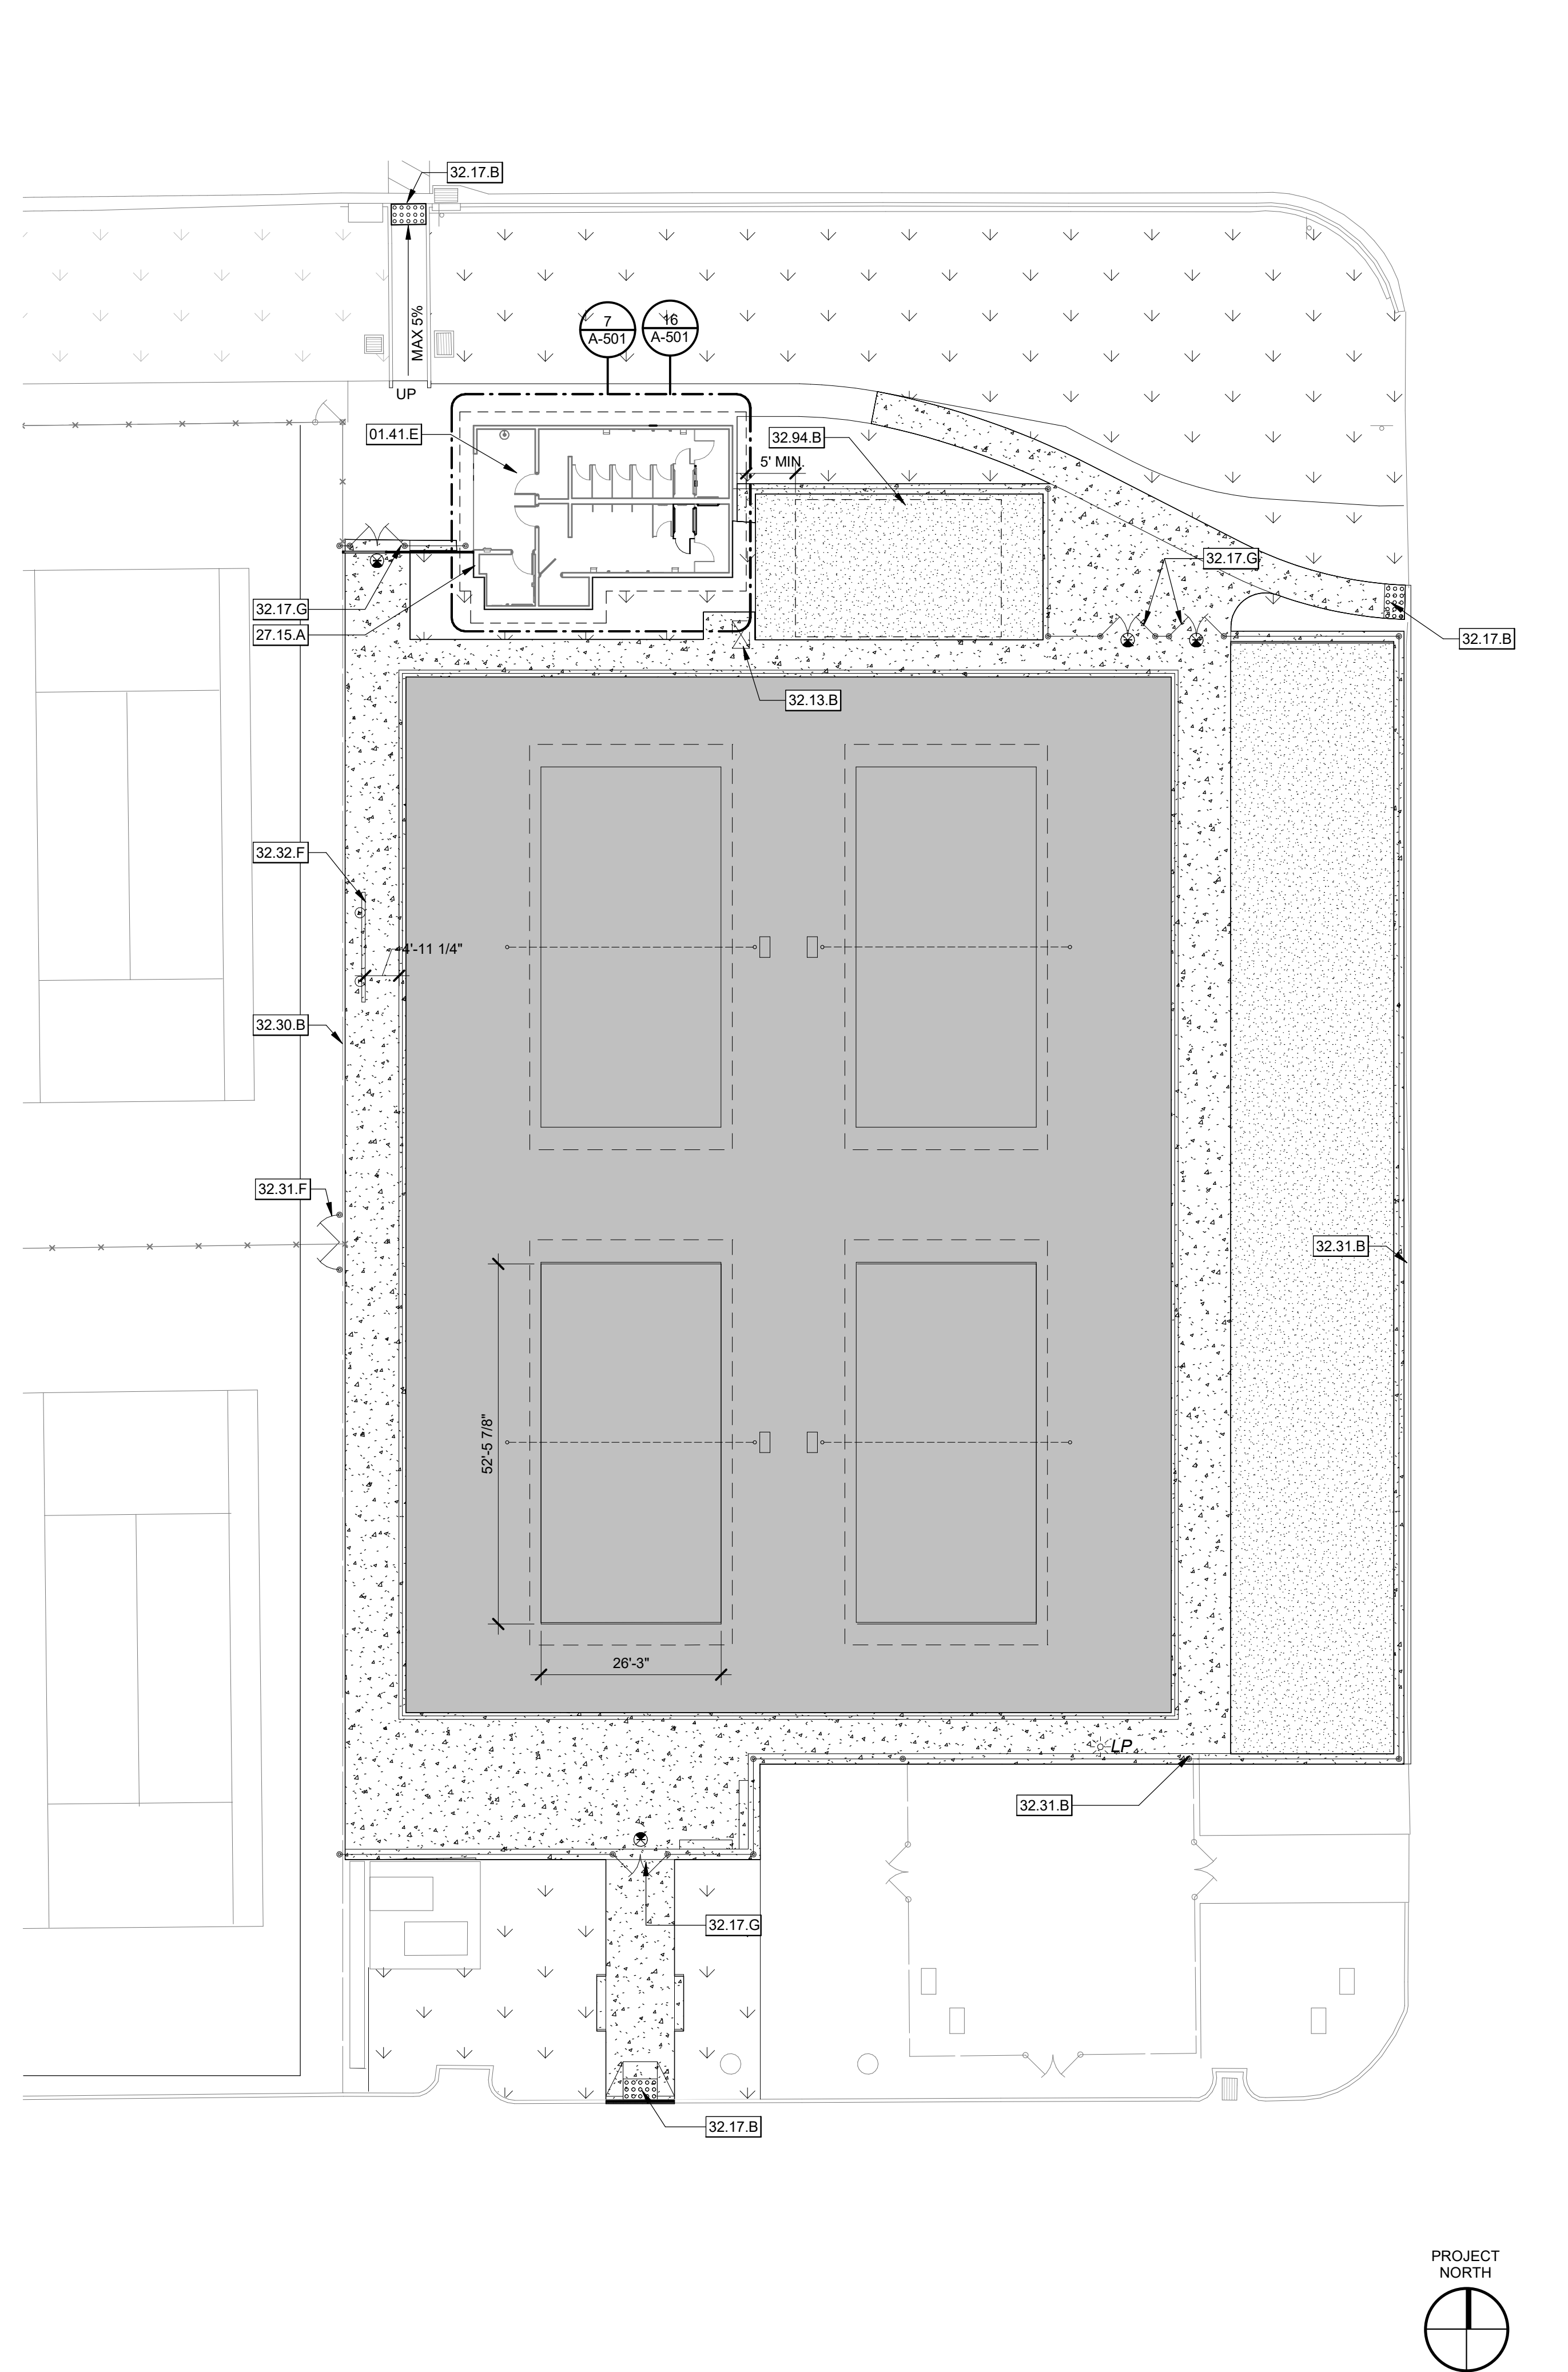 32.17.B
MAX 5%
7
A-501
16
A-501
UP
01.41.E
32.94.B
5' MIN.
32.17.G
32.17.G
27.15.A
32.17.B
32.13.B
32.32.F
4'-11 1/4"
32.30.B
32.31.F
32.31.B
52'-5 7/8"
26'-3"
LP
32.31.B
32.17.G
32.17.B
PROJECT
NORTH